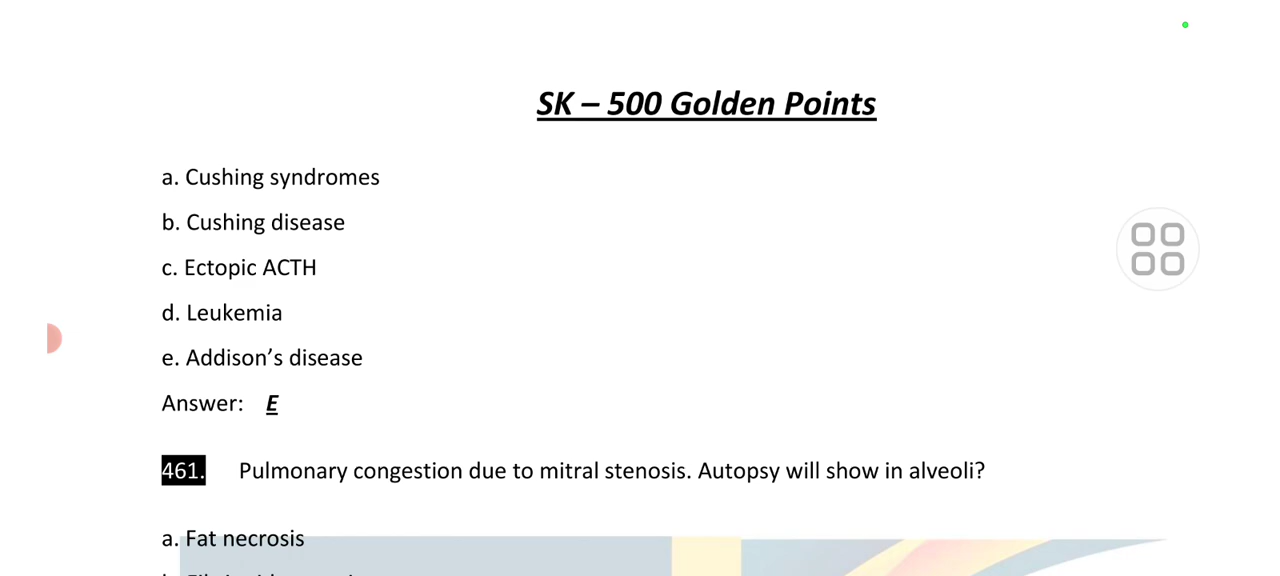 SK – 500 Golden Points
a. Cushing syndromes
b. Cushing disease
c. Ectopic ACTH
d. Leukemia
e. Addison’s disease
Answer: E
461. Pulmonary congestion due to mitral stenosis. Autopsy will show in alveoli?
a. Fat necrosis